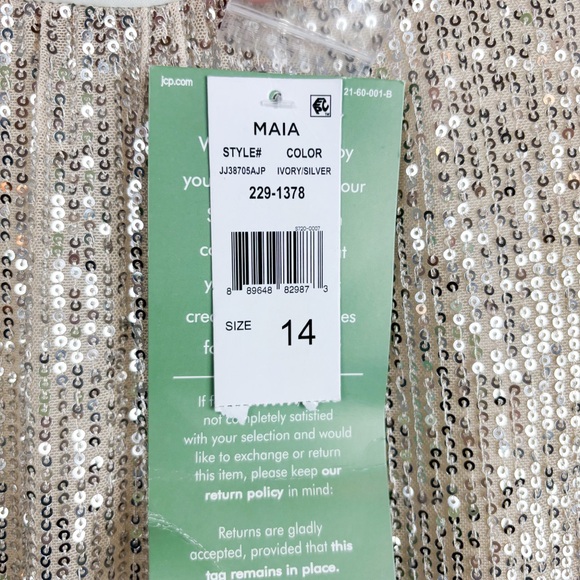 jcp.com
21-60-001-B
MAIA
STYLE# COLOR
JJ38705AJP IVORY/SILVER
229-1378
5720-0007
8 89648 82987 3
SIZE 14
not completely satisfied
with your selection and would
like to exchange or return
this item, please keep our
return policy in mind:
Returns are gladly
accepted, provided that this
tag remains in place.